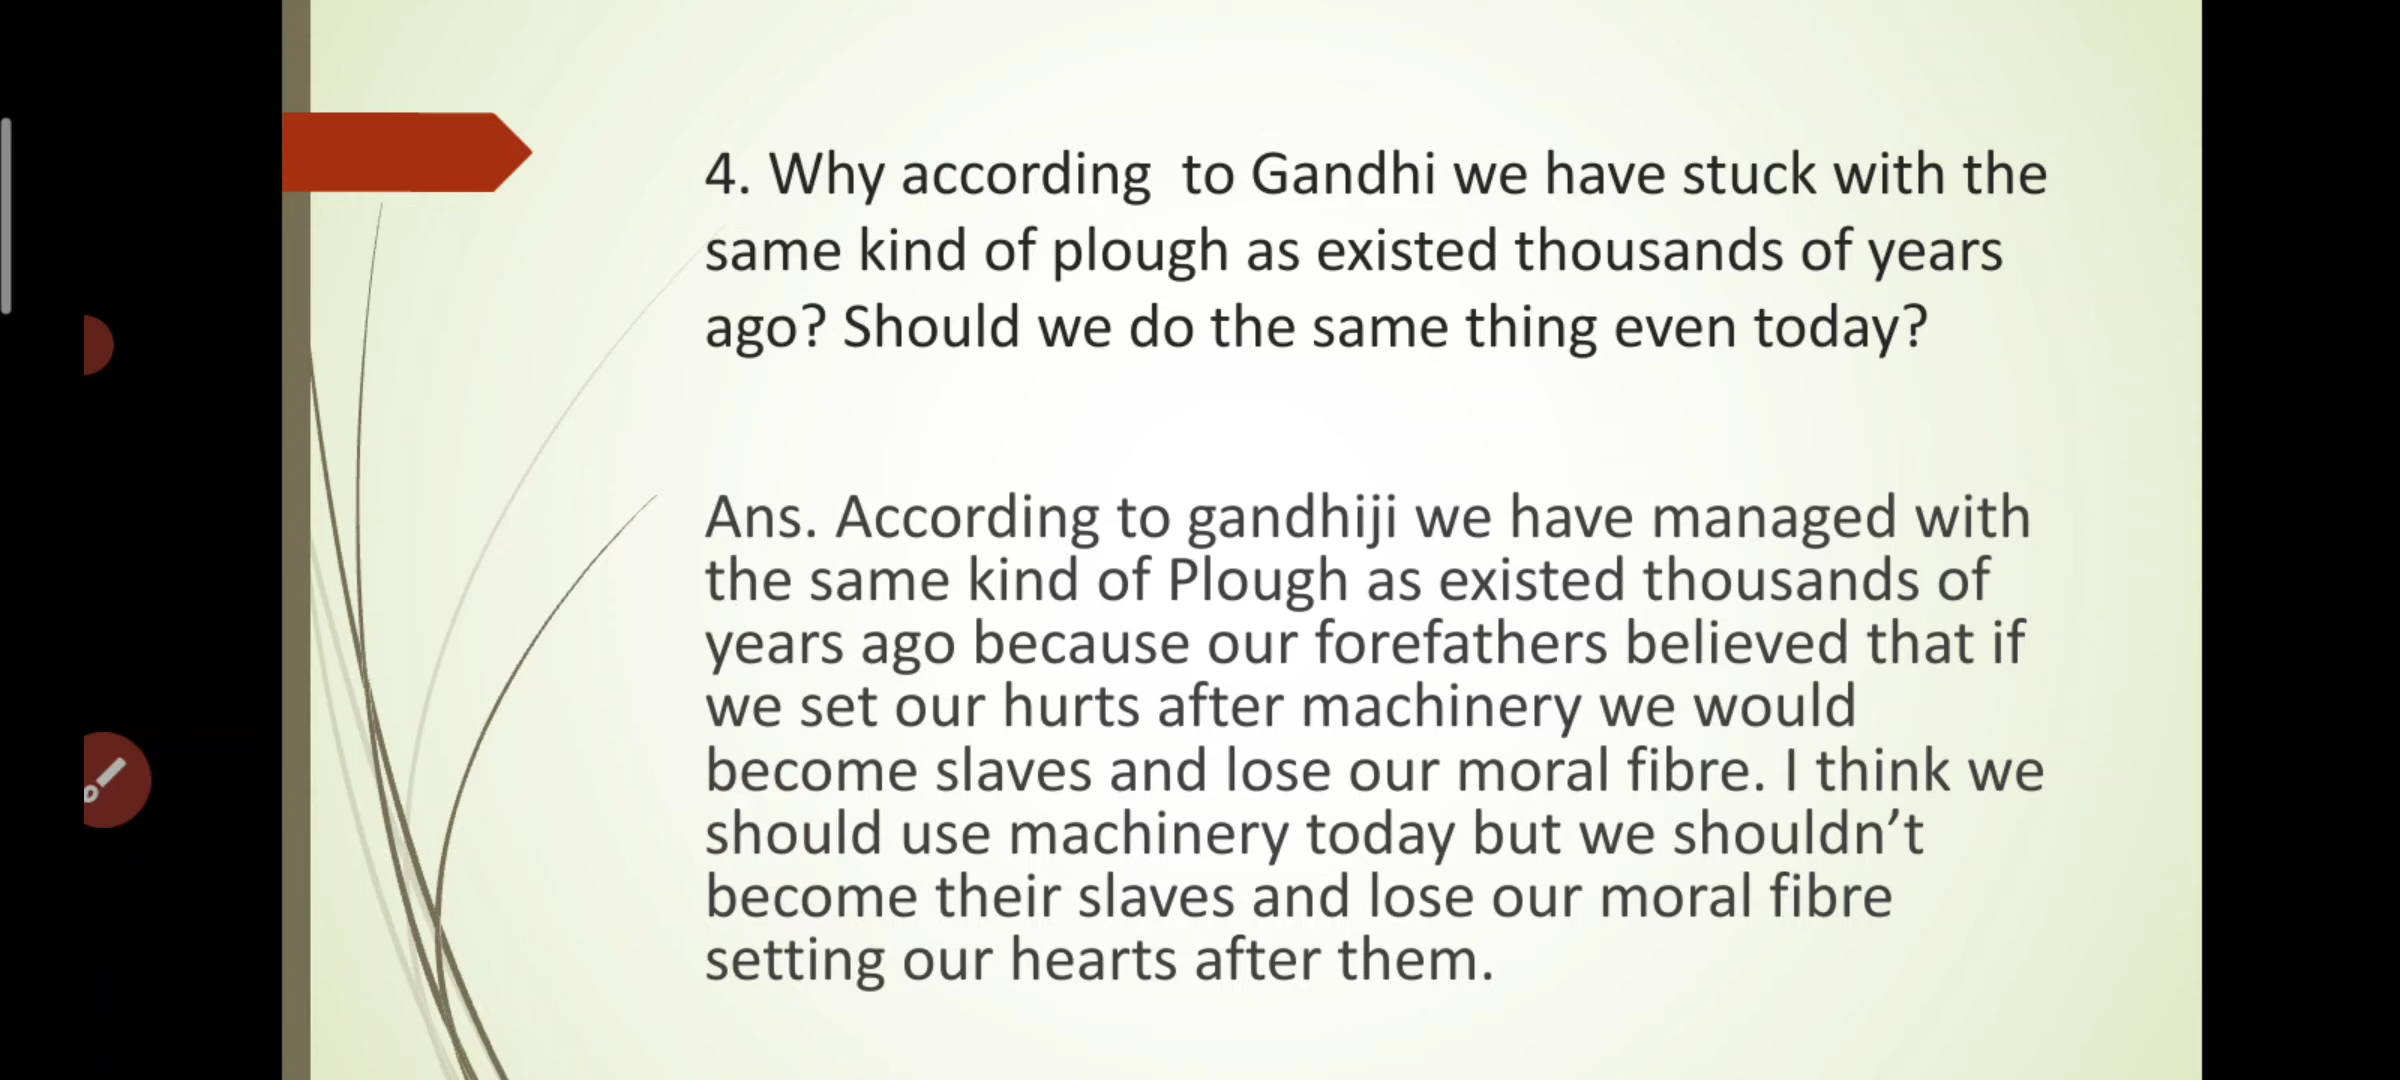 4. Why according  to Gandhi we have stuck with the
same kind of plough as existed thousands of years
ago? Should we do the same thing even today?
Ans. According to gandhiji we have managed with
the same kind of Plough as existed thousands of
years ago because our forefathers believed that if
we set our hurts after machinery we would
become slaves and lose our moral fibre. I think we
should use machinery today but we shouldn’t
become their slaves and lose our moral fibre
setting our hearts after them.